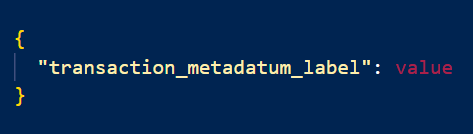 {
"transaction_metadatum_label": value
}